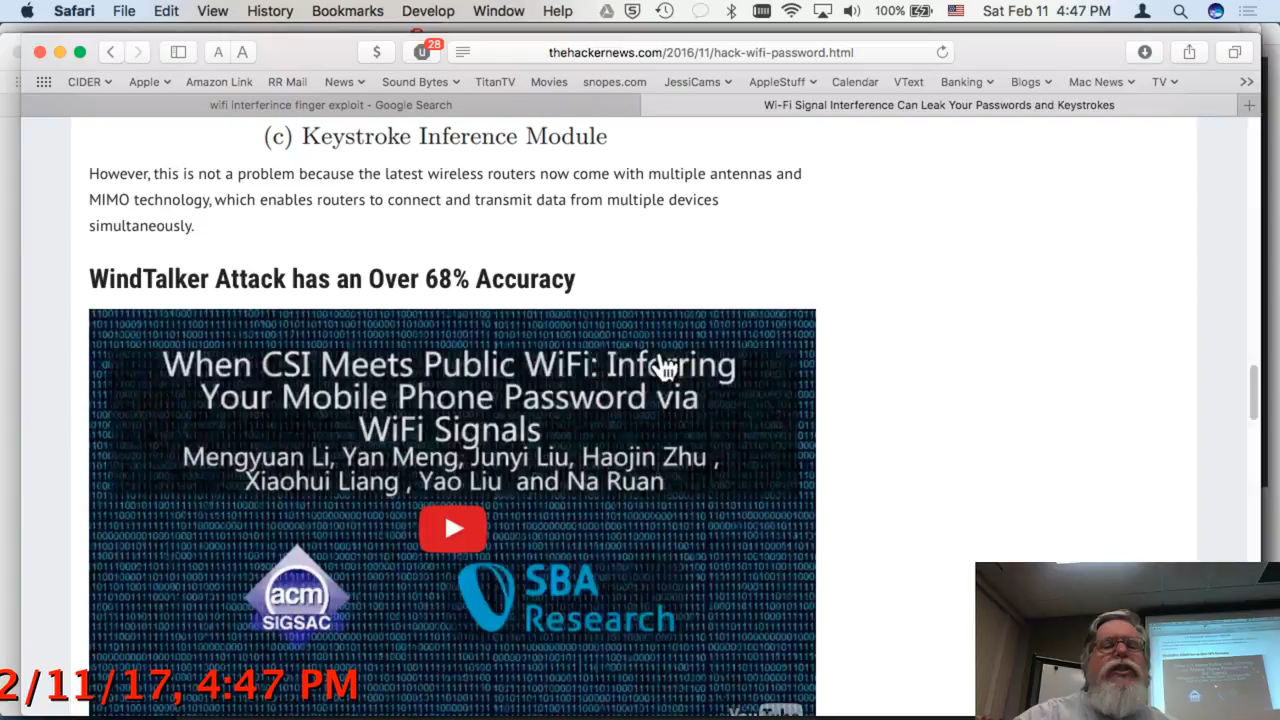 Safari File Edit View History Bookmarks Develop Window Help 5 100% Sat Feb 11 4:47 PM
A A $ u 28 thehackernews.com/2016/11/hack-wifi-password.html
CIDER Apple Amazon Link RR Mail News Sound Bytes TitanTV Movies snopes.com JessiCams AppleStuff Calendar VText Banking Blogs Mac News TV
wifi interferince finger exploit - Google Search Wi-Fi Signal Interference Can Leak Your Passwords and Keystrokes
(c) Keystroke Inference Module
However, this is not a problem because the latest wireless routers now come with multiple antennas and
MIMO technology, which enables routers to connect and transmit data from multiple devices
simultaneously.
WindTalker Attack has an Over 68% Accuracy
When CSI Meets Public WiFi: Inferring
Your Mobile Phone Password via
WiFi Signals
Mengyuan Li, Yan Meng, Junyi Liu, Haojin Zhu ,
Xiaohui Liang , Yao Liu and Na Ruan
acm
SIGSAC
SBA
Research
2/11/17, 4:47 PM
YouTube